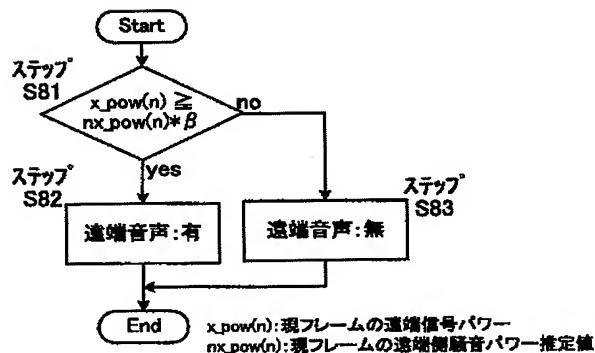 Start
ステップ
S81
x_pow(n) ≧
nx_pow(n)*β
no
yes
ステップ
S82
ステップ
S83
遠端音声:有
遠端音声:無
End
x_pow(n):現フレームの遠端信号パワー
nx_pow(n):現フレームの遠端側騒音パワー推定値